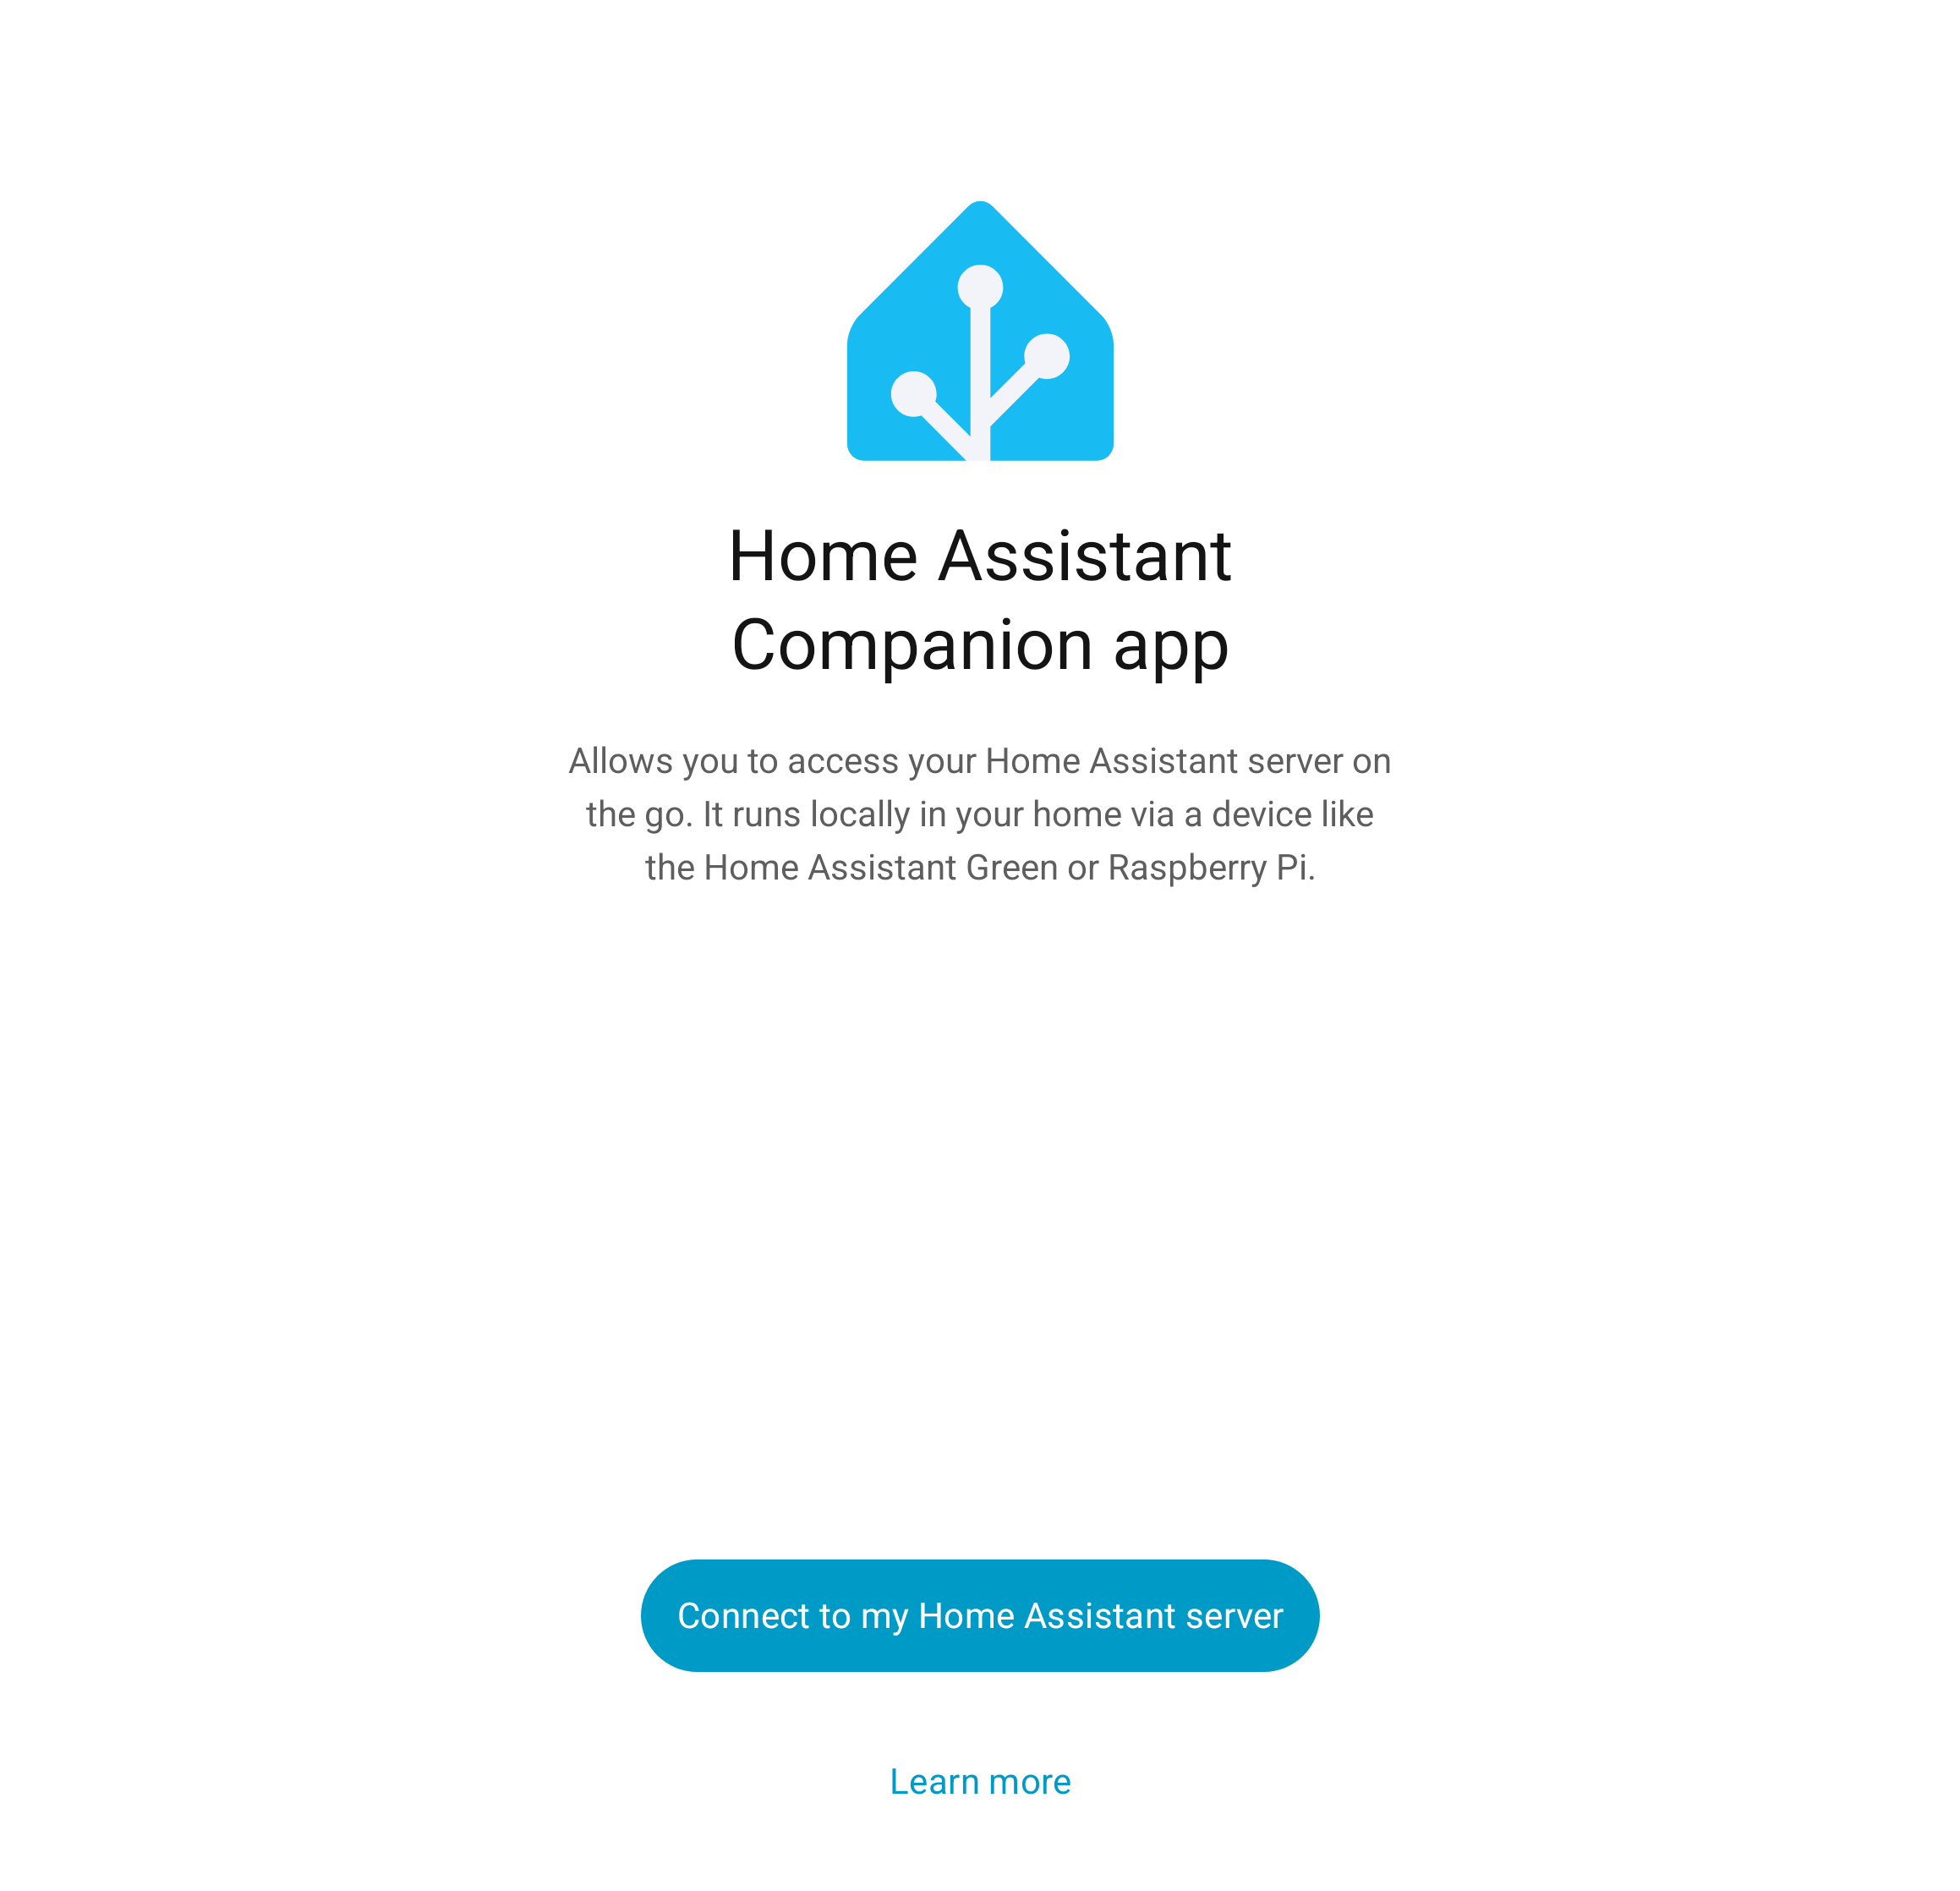 Home Assistant
Companion app
Allows you to access your Home Assistant server on
the go. It runs locally in your home via a device like
the Home Assistant Green or Raspberry Pi.
Connect to my Home Assistant server
Learn more